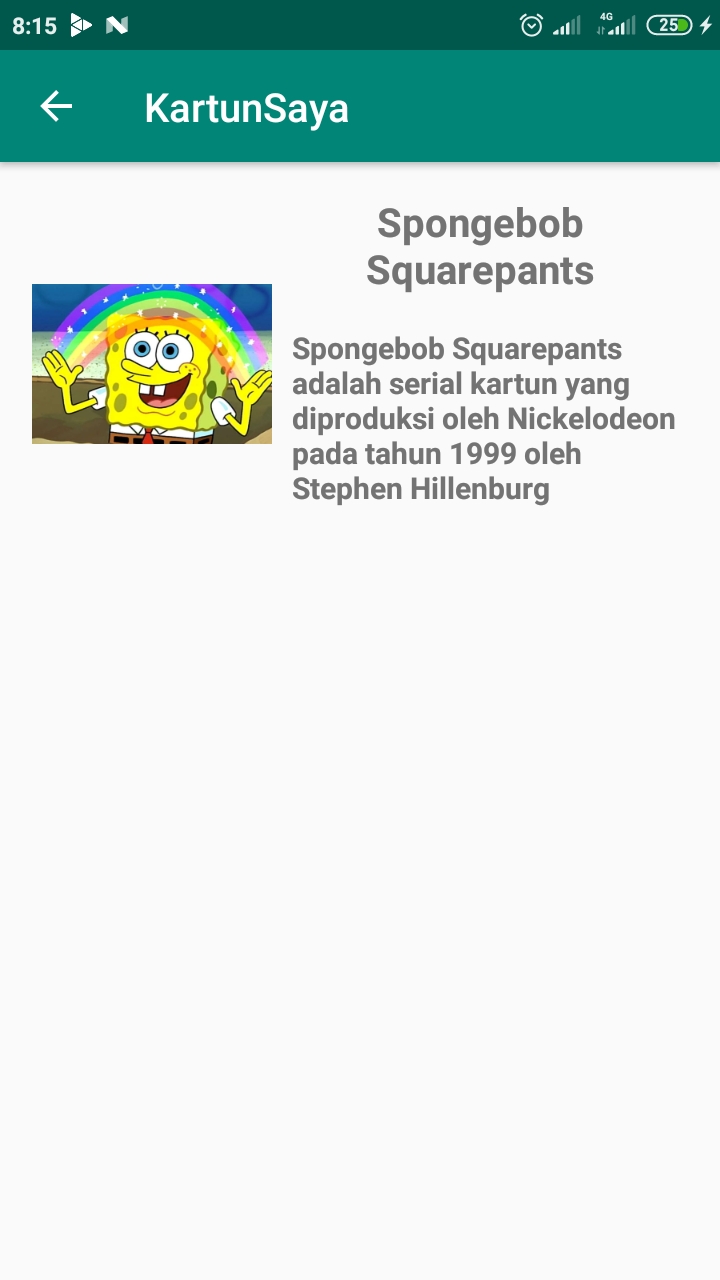 8:15
4G
25
KartunSaya
Spongebob
Squarepants
Spongebob Squarepants
adalah serial kartun yang
diproduksi oleh Nickelodeon
pada tahun 1999 oleh
Stephen Hillenburg